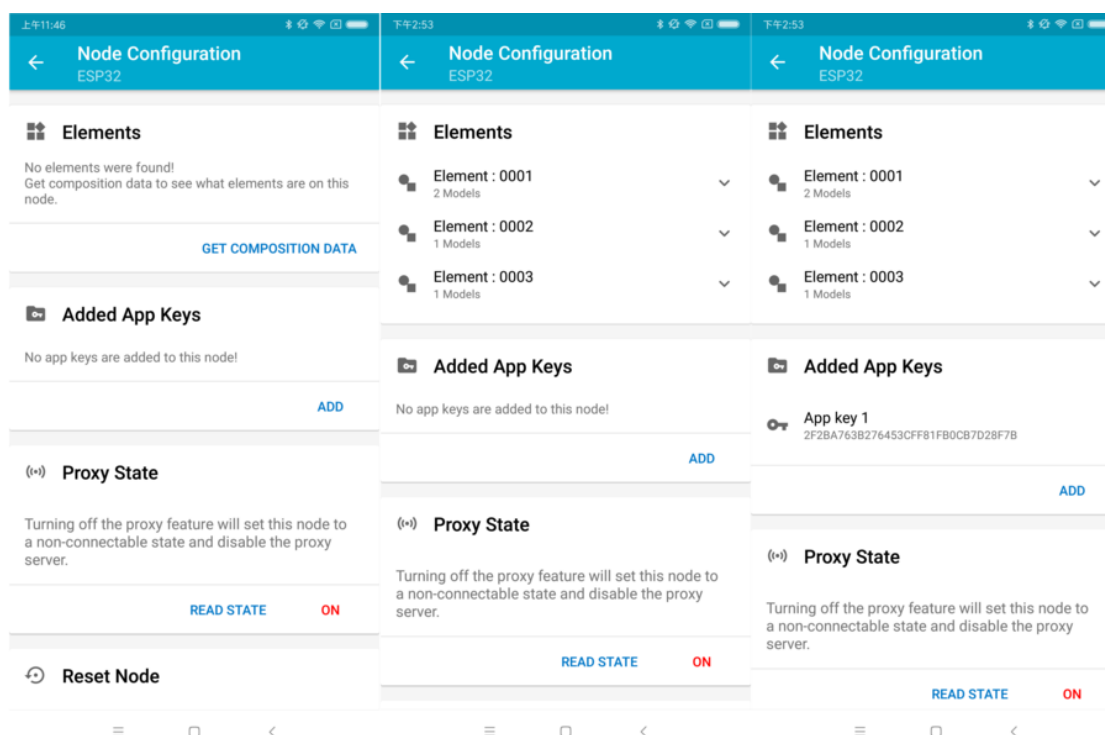 上午11:46
Node Configuration
ESP32
Elements
No elements were found!
Get composition data to see what elements are on this
node.
GET COMPOSITION DATA
Added App Keys
No app keys are added to this node!
ADD
Proxy State
Turning off the proxy feature will set this node to
a non-connectable state and disable the proxy
server.
READ STATE
ON
Reset Node
下午2:53
Node Configuration
ESP32
Elements
Element : 0001
2 Models
Element : 0002
1 Models
Element : 0003
1 Models
Added App Keys
No app keys are added to this node!
ADD
Proxy State
Turning off the proxy feature will set this node to
a non-connectable state and disable the proxy
server.
READ STATE
ON
下午2:53
Node Configuration
ESP32
Elements
Element : 0001
2 Models
Element : 0002
1 Models
Element : 0003
1 Models
Added App Keys
App key 1
2F2BA763B276453CFF81FB0CB7D28F7B
ADD
Proxy State
Turning off the proxy feature will set this node to
a non-connectable state and disable the proxy
server.
READ STATE
ON